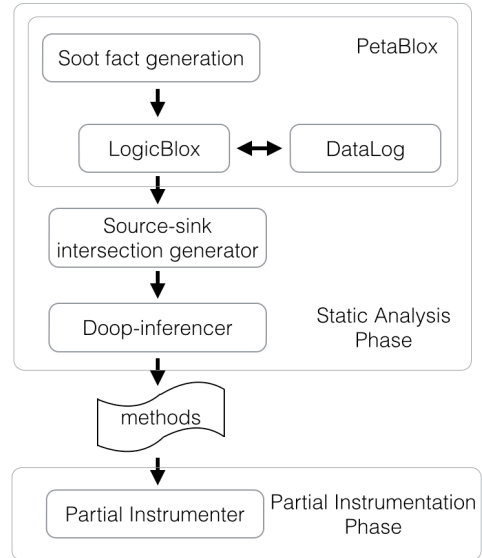 PetaBlox
Soot fact generation
LogicBlox
DataLog
Source-sink
intersection generator
Doop-inferencer
Static Analysis
Phase
methods
Partial Instrumenter
Partial Instrumentation
Phase